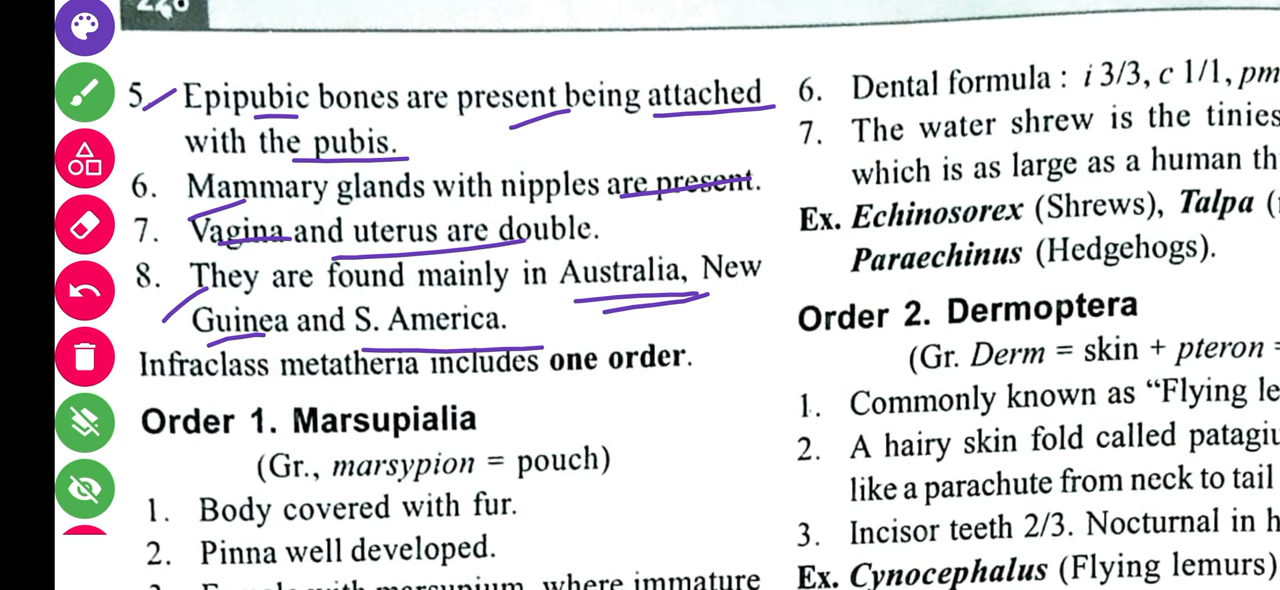 5. Epipubic bones are present being attached
with the pubis.
6. Mammary glands with nipples are present.
7. Vagina and uterus are double.
8. They are found mainly in Australia, New
Guinea and S. America.
Infraclass metatheria includes one order.
Order 1. Marsupialia
(Gr., marsypion = pouch)
1. Body covered with fur.
2. Pinna well developed.
marsupium, where immature
6. Dental formula : i 3/3, c 1/1, pm
7. The water shrew is the tinies
which is as large as a human th
Ex. Echinosorex (Shrews), Talpa (
Paraechinus (Hedgehogs).
Order 2. Dermoptera
(Gr. Derm = skin + pteron =
1. Commonly known as “Flying le
2. A hairy skin fold called patagiu
like a parachute from neck to tail
3. Incisor teeth 2/3. Nocturnal in h
Ex. Cynocephalus (Flying lemurs)